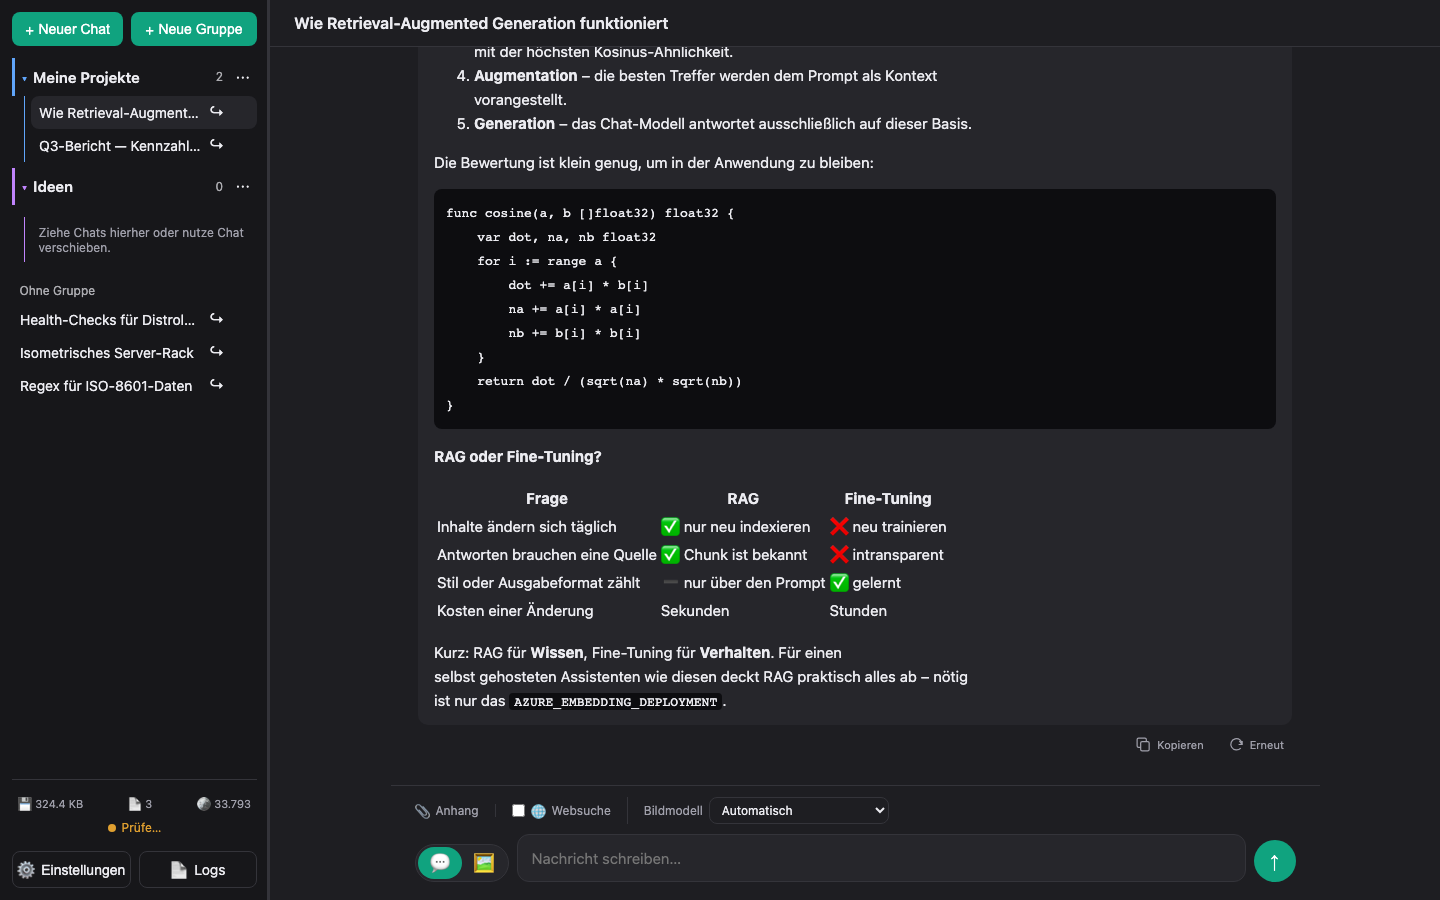 + Neuer Chat
+ Neue Gruppe
Meine Projekte 2 ...
Wie Retrieval-Augment...
Q3-Bericht — Kennzahl...
Ideen 0 ...
Ziehe Chats hierher oder nutze Chat
verschieben.
Ohne Gruppe
Health-Checks für Distrol...
Isometrisches Server-Rack
Regex für ISO-8601-Daten
324.4 KB 3 33.793
Prüfe...
Einstellungen
Logs
Wie Retrieval-Augmented Generation funktioniert
mit der höchsten Kosinus-Ähnlichkeit.
4. Augmentation – die besten Treffer werden dem Prompt als Kontext
vorangestellt.
5. Generation – das Chat-Modell antwortet ausschließlich auf dieser Basis.
Die Bewertung ist klein genug, um in der Anwendung zu bleiben:
func cosine(a, b []float32) float32 {
    var dot, na, nb float32
    for i := range a {
        dot += a[i] * b[i]
        na += a[i] * a[i]
        nb += b[i] * b[i]
    }
    return dot / (sqrt(na) * sqrt(nb))
}
RAG oder Fine-Tuning?
Frage RAG Fine-Tuning
Inhalte ändern sich täglich ✅ nur neu indexieren ❌ neu trainieren
Antworten brauchen eine Quelle ✅ Chunk ist bekannt ❌ intransparent
Stil oder Ausgabeformat zählt ➖ nur über den Prompt ✅ gelernt
Kosten einer Änderung Sekunden Stunden
Kurz: RAG für Wissen, Fine-Tuning für Verhalten. Für einen
selbst gehosteten Assistenten wie diesen deckt RAG praktisch alles ab – nötig
ist nur das AZURE_EMBEDDING_DEPLOYMENT.
Kopieren Erneut
Anhang Websuche Bildmodell Automatisch
Nachricht schreiben...